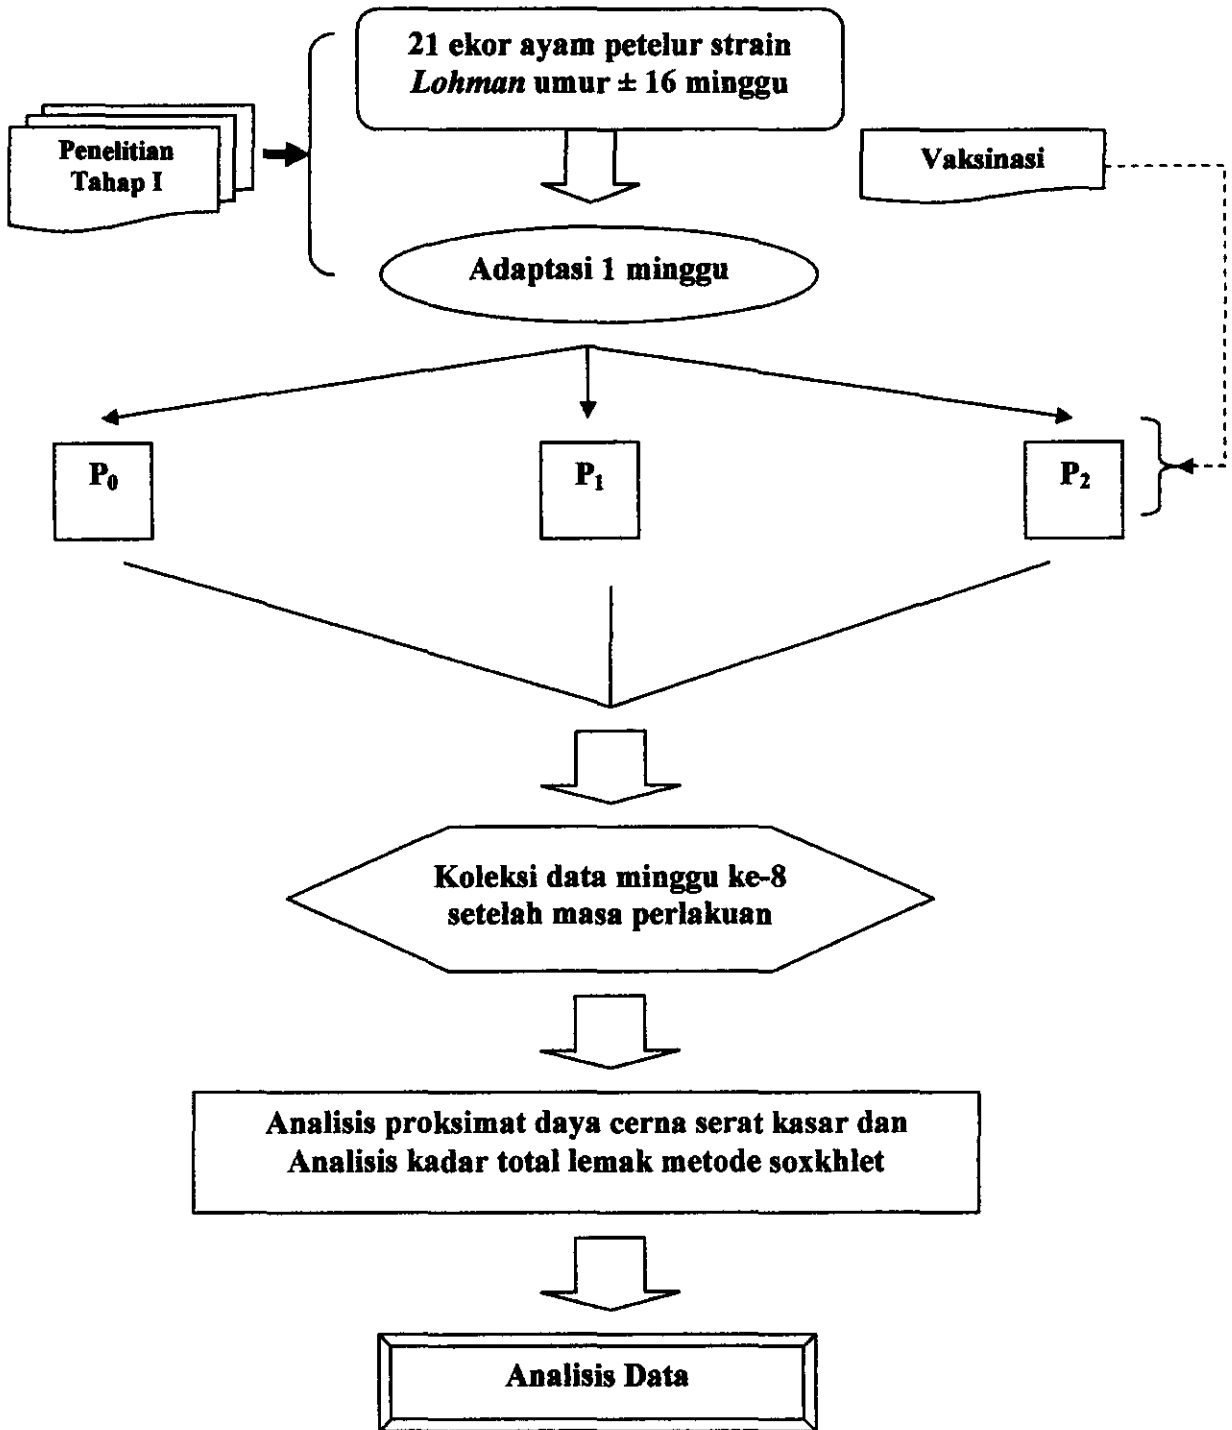 21 ekor ayam petelur strain
Lohman umur ± 16 minggu
Penelitian
Tahap I
Vaksinasi
Adaptasi 1 minggu
P₀
P₁
P₂
Koleksi data minggu ke-8
setelah masa perlakuan
Analisis proksimat daya cerna serat kasar dan
Analisis kadar total lemak metode soxkhlet
Analisis Data